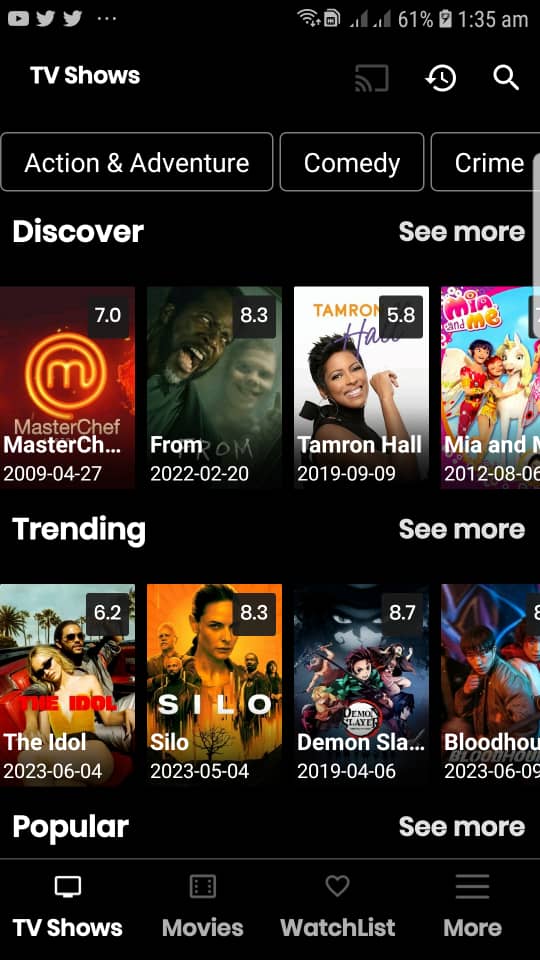 61% 1:35 am
TV Shows
Action & Adventure Comedy Crime
Discover See more
7.0 8.3 5.8
TAMRON
Hall
Mia
and me
MasterChef
FROM
MasterCh... From Tamron Hall Mia and M
2009-04-27 2022-02-20 2019-09-09 2012-08-06
Trending See more
6.2 8.3 8.7 8
THE IDOL SILO DEMON
SLAYER
The Idol Silo Demon Sla... Bloodhou
BLOODHOU
2023-06-04 2023-05-04 2019-04-06 2023-06-09
Popular See more
TV Shows Movies WatchList More